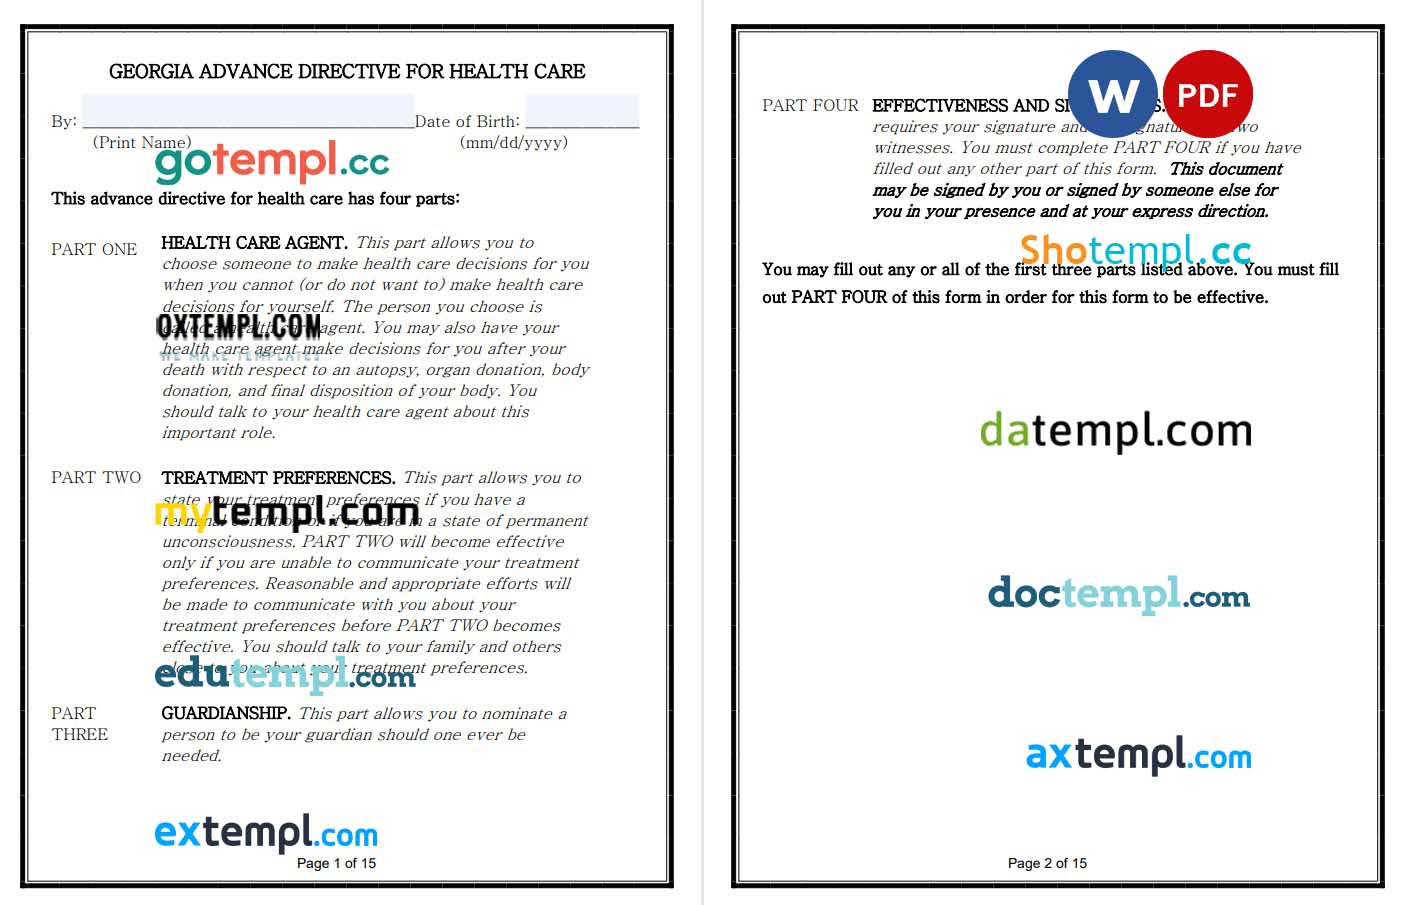 GEORGIA ADVANCE DIRECTIVE FOR HEALTH CARE
By: Date of Birth:
(Print Name) (mm/dd/yyyy)
gotempl.cc
This advance directive for health care has four parts:
PART ONE HEALTH CARE AGENT. This part allows you to
choose someone to make health care decisions for you
when you cannot (or do not want to) make health care
decisions for yourself. The person you choose is
called a health care agent. You may also have your
OXTEMPL.COM
health care agent make decisions for you after your
WE MAKE TEMPLATES
death with respect to an autopsy, organ donation, body
donation, and final disposition of your body. You
should talk to your health care agent about this
important role.
PART TWO TREATMENT PREFERENCES. This part allows you to
state your treatment preferences if you have a
mytempl.com
terminal condition or if you are in a state of permanent
unconsciousness. PART TWO will become effective
only if you are unable to communicate your treatment
preferences. Reasonable and appropriate efforts will
be made to communicate with you about your
treatment preferences before PART TWO becomes
effective. You should talk to your family and others
close to you about your treatment preferences.
edutempl.com
PART THREE GUARDIANSHIP. This part allows you to nominate a
person to be your guardian should one ever be
needed.
extempl.com
Page 1 of 15
W PDF
PART FOUR EFFECTIVENESS AND
requires your signature and two
witnesses. You must complete PART FOUR if you have
filled out any other part of this form. This document
may be signed by you or signed by someone else for
you in your presence and at your express direction.
Shotempl.cc
You may fill out any or all of the first three parts listed above. You must fill
out PART FOUR of this form in order for this form to be effective.
datempl.com
doctempl.com
axtempl.com
Page 2 of 15